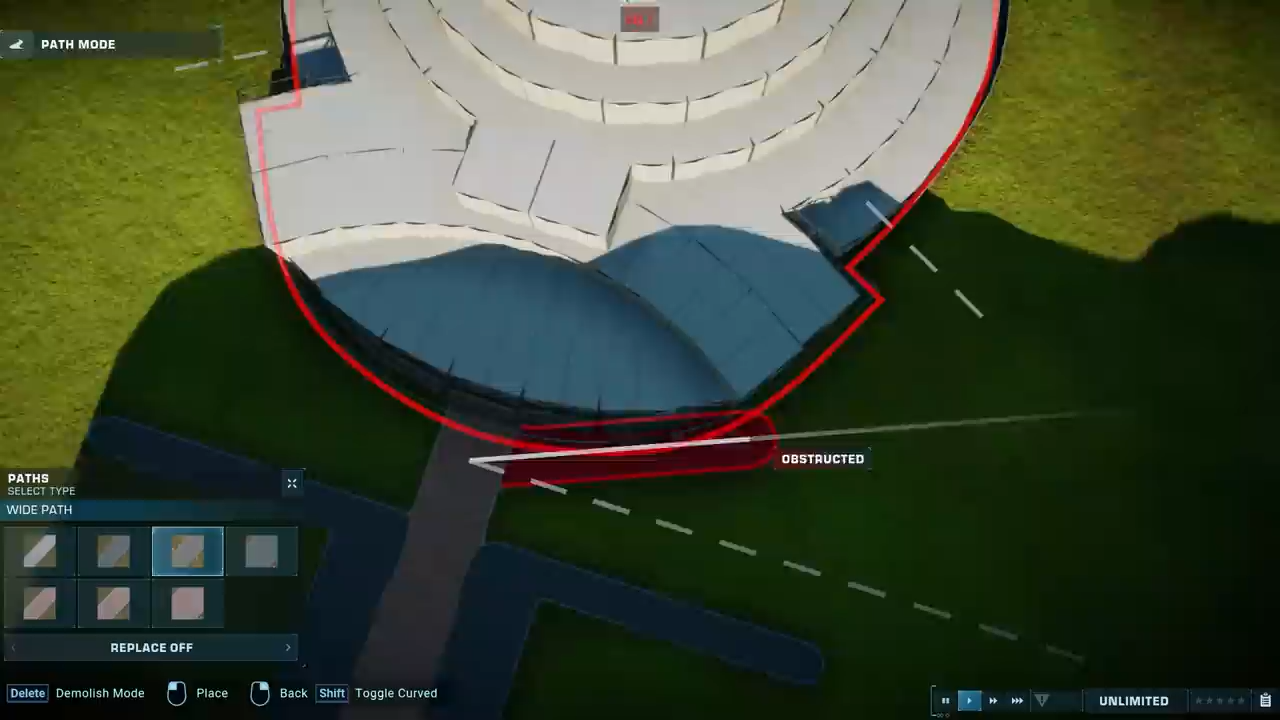 PATH MODE
OBSTRUCTED
PATHS
SELECT TYPE
WIDE PATH
REPLACE OFF
Delete Demolish Mode Place Back Shift Toggle Curved
UNLIMITED